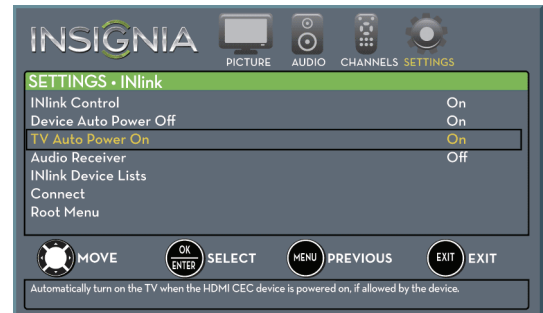 INSIGNIA
PICTURE AUDIO CHANNELS SETTINGS
SETTINGS • INlink
INlink Control On
Device Auto Power Off On
TV Auto Power On On
Audio Receiver Off
INlink Device Lists
Connect
Root Menu
MOVE OK ENTER SELECT MENU PREVIOUS EXIT EXIT
Automatically turn on the TV when the HDMI CEC device is powered on, if allowed by the device.